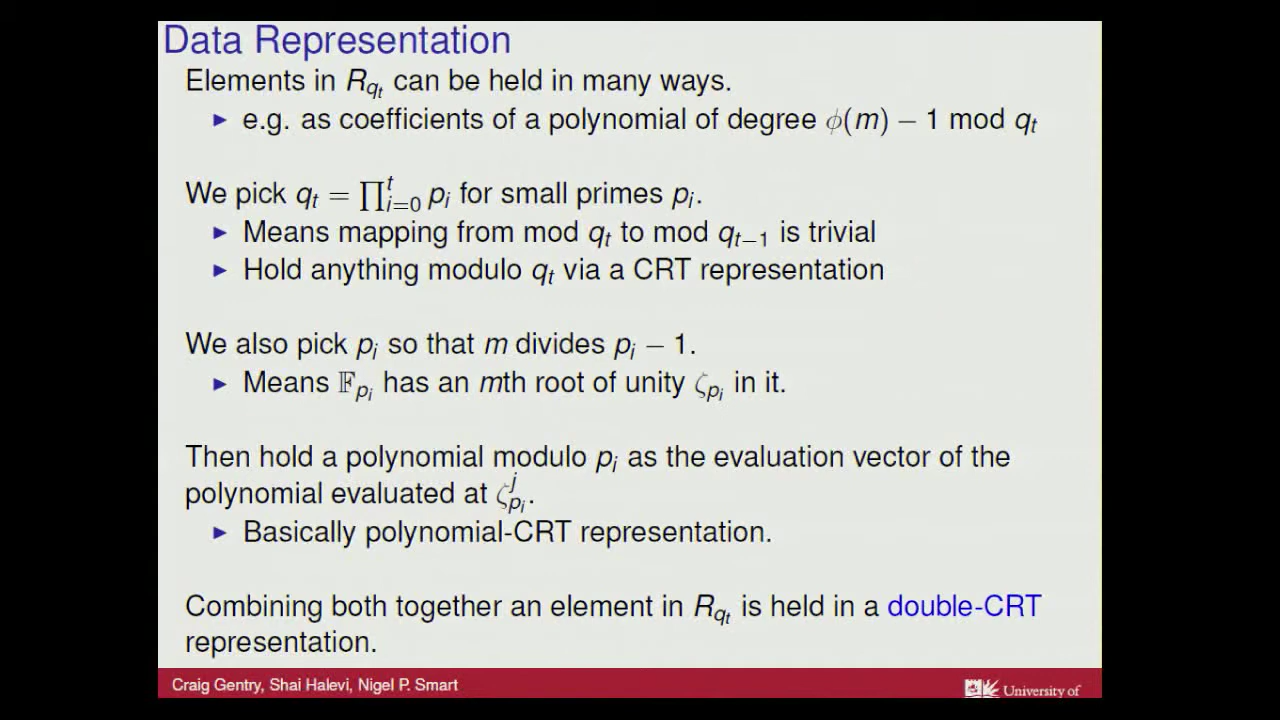 Data Representation
Elements in R_{q_t} can be held in many ways.
▶ e.g. as coefficients of a polynomial of degree ϕ(m) − 1 mod q_t
We pick q_t = ∏_{i=0}^{t} p_i for small primes p_i.
▶ Means mapping from mod q_t to mod q_{t−1} is trivial
▶ Hold anything modulo q_t via a CRT representation
We also pick p_i so that m divides p_i − 1.
▶ Means 𝔽_{p_i} has an mth root of unity ζ_{p_i} in it.
Then hold a polynomial modulo p_i as the evaluation vector of the
polynomial evaluated at ζ_{p_i}^j.
▶ Basically polynomial-CRT representation.
Combining both together an element in R_{q_t} is held in a double-CRT
representation.
Craig Gentry, Shai Halevi, Nigel P. Smart
University of